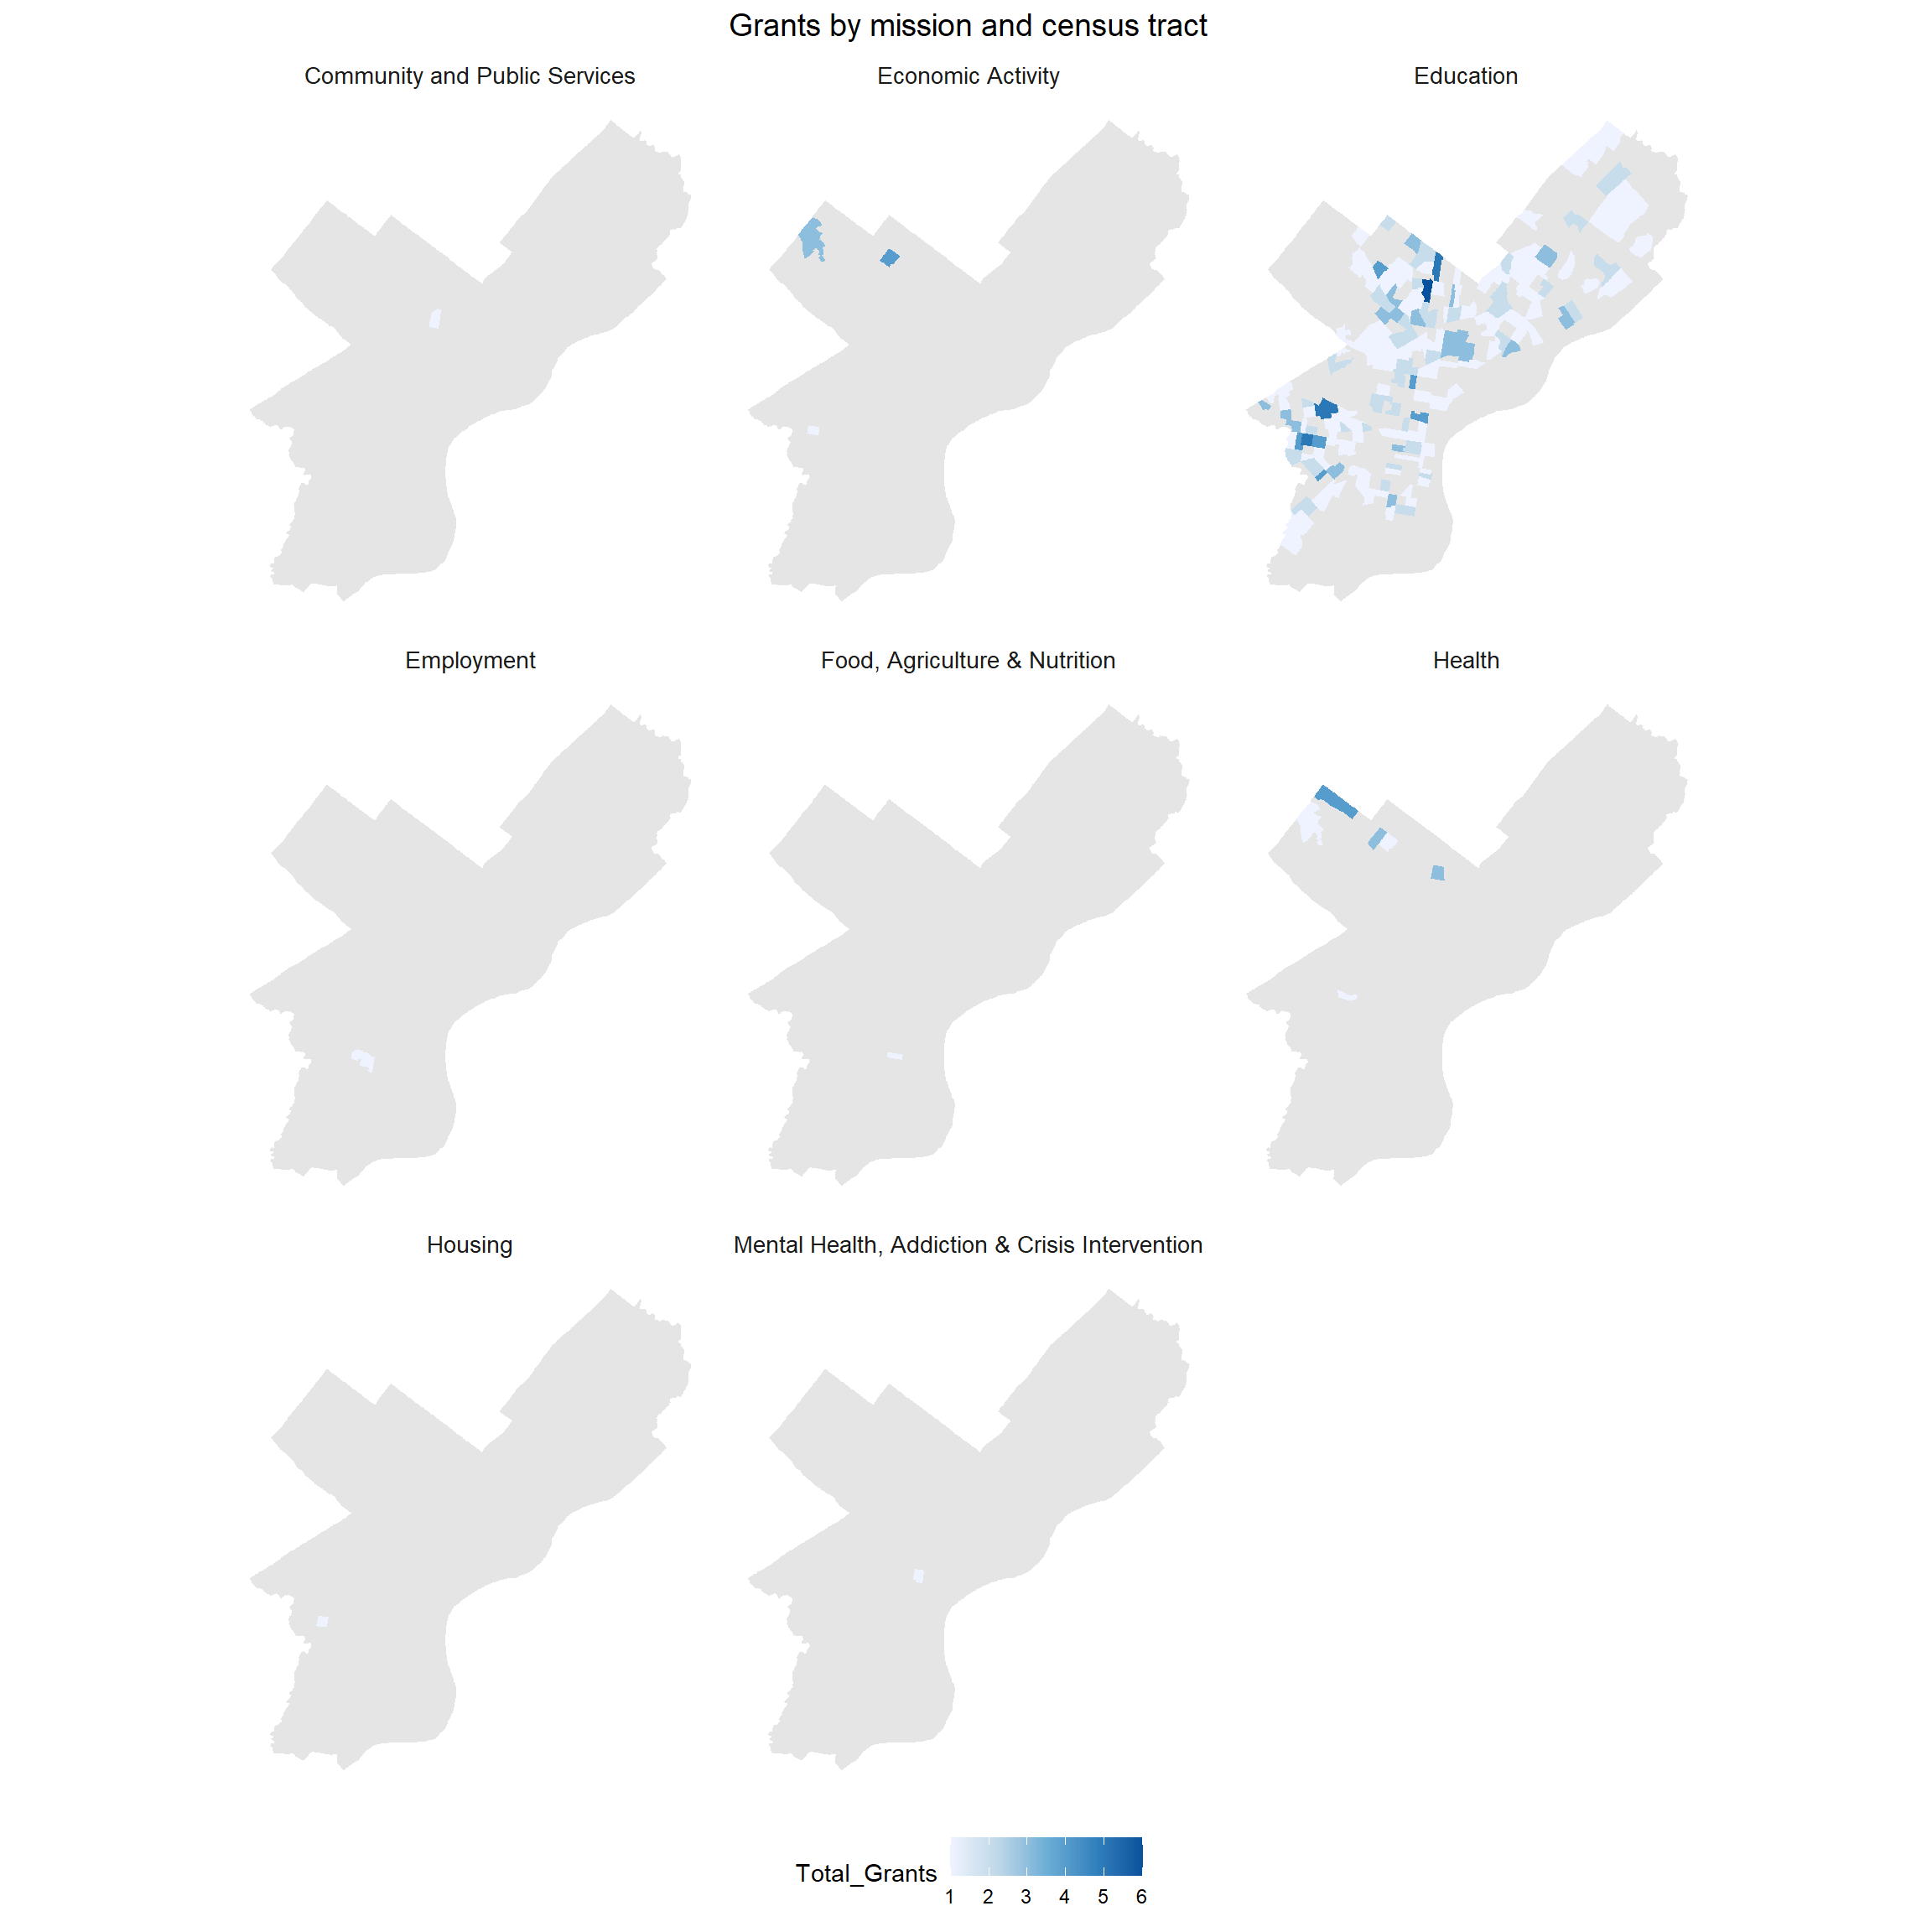 Grants by mission and census tract
Community and Public Services
Economic Activity
Education
Employment
Food, Agriculture & Nutrition
Health
Housing
Mental Health, Addiction & Crisis Intervention
Total_Grants
1 2 3 4 5 6